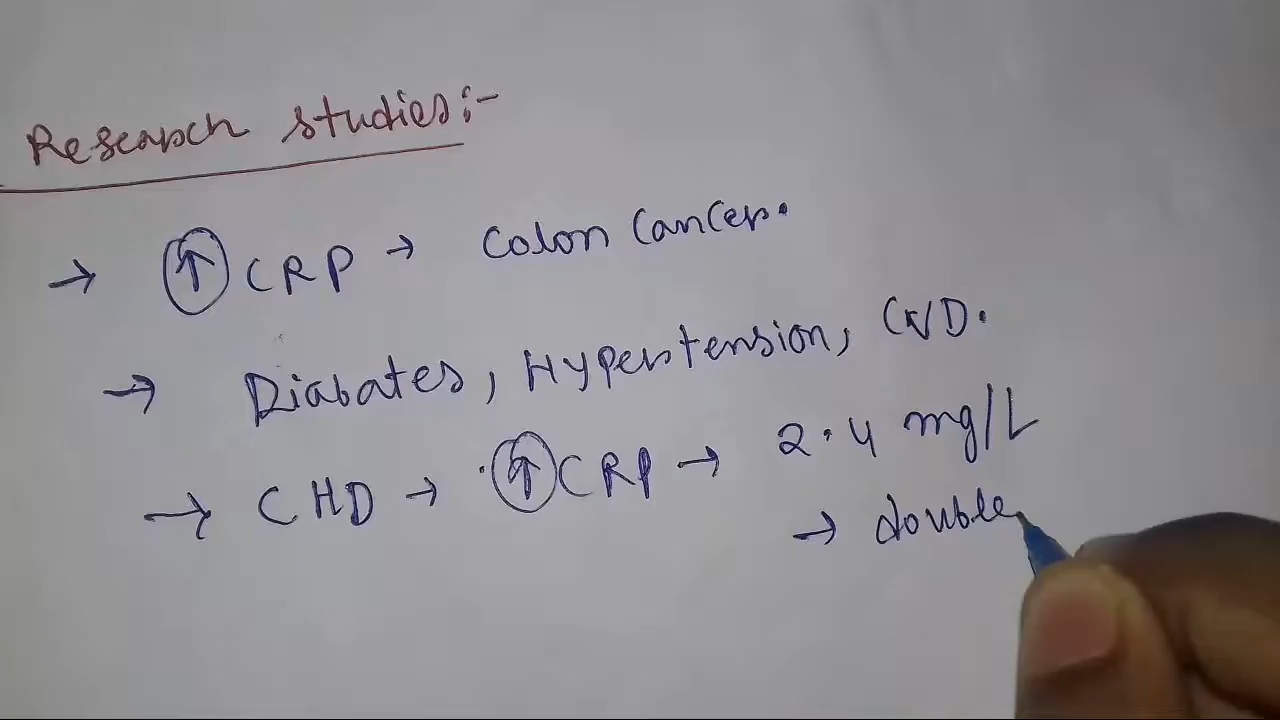 Research studies:-
→ ↑ CRP → Colon Cancer.
→ Diabates, Hypertension, CVD.
→ CHD → ↑ CRP → 2.4 mg/L
→ double